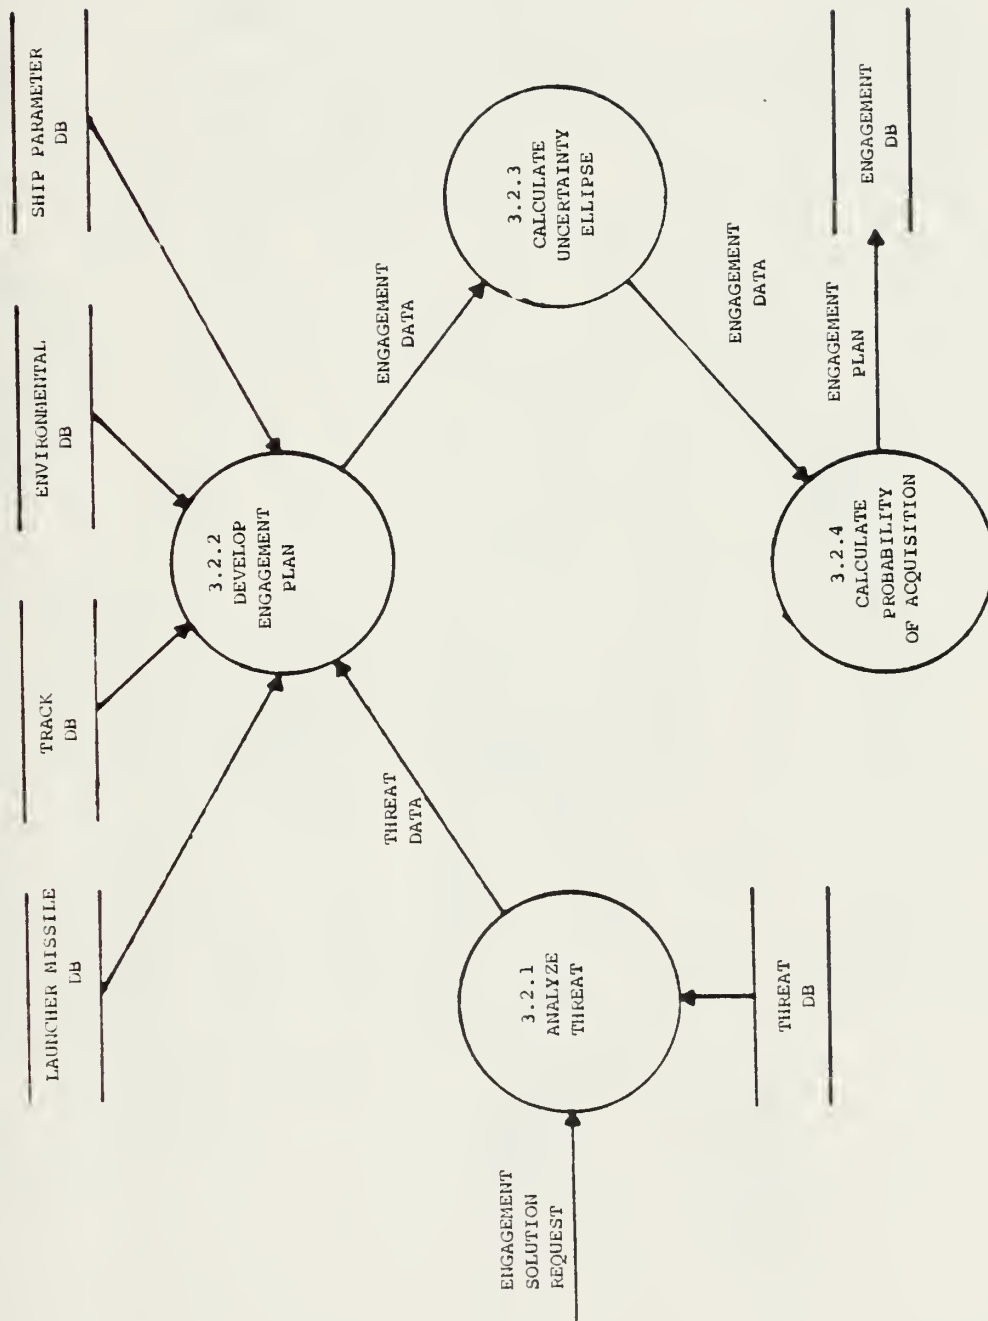 LAUNCHER MISSILE
DB
TRACK
DB
ENVIRONMENTAL
DB
SHIP PARAMETER
DB
3.2.2
DEVELOP
ENGAGEMENT
PLAN
THREAT
DATA
ENGAGEMENT
DATA
ENGAGEMENT
SOLUTION
REQUEST
3.2.1
ANALYZE
THREAT
3.2.3
CALCULATE
UNCERTAINTY
ELLIPSE
THREAT
DB
ENGAGEMENT
DATA
3.2.4
CALCULATE
PROBABILITY
OF ACQUISITION
ENGAGEMENT
PLAN
ENGAGEMENT
DB